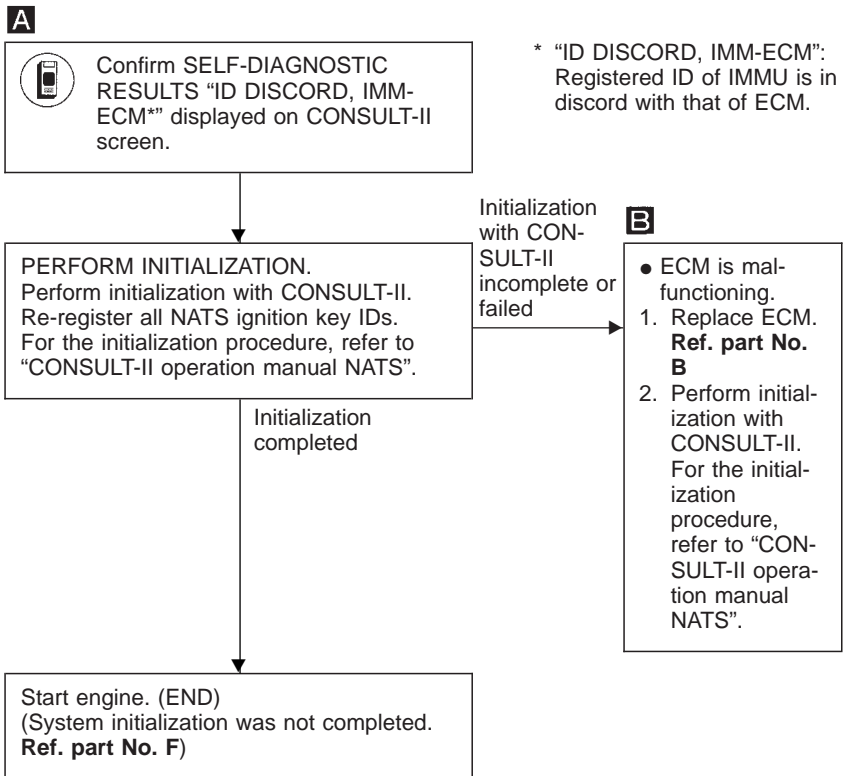 A
Confirm SELF-DIAGNOSTIC
RESULTS “ID DISCORD, IMM-
ECM*” displayed on CONSULT-II
screen.
* “ID DISCORD, IMM-ECM”:
Registered ID of IMMU is in
discord with that of ECM.
PERFORM INITIALIZATION.
Perform initialization with CONSULT-II.
Re-register all NATS ignition key IDs.
For the initialization procedure, refer to
“CONSULT-II operation manual NATS”.
Initialization
with CON-
SULT-II
incomplete or
failed
B
● ECM is mal-
functioning.
1. Replace ECM.
Ref. part No.
B
2. Perform initial-
ization with
CONSULT-II.
For the initial-
ization
procedure,
refer to “CON-
SULT-II opera-
tion manual
NATS”.
Initialization
completed
Start engine. (END)
(System initialization was not completed.
Ref. part No. F)